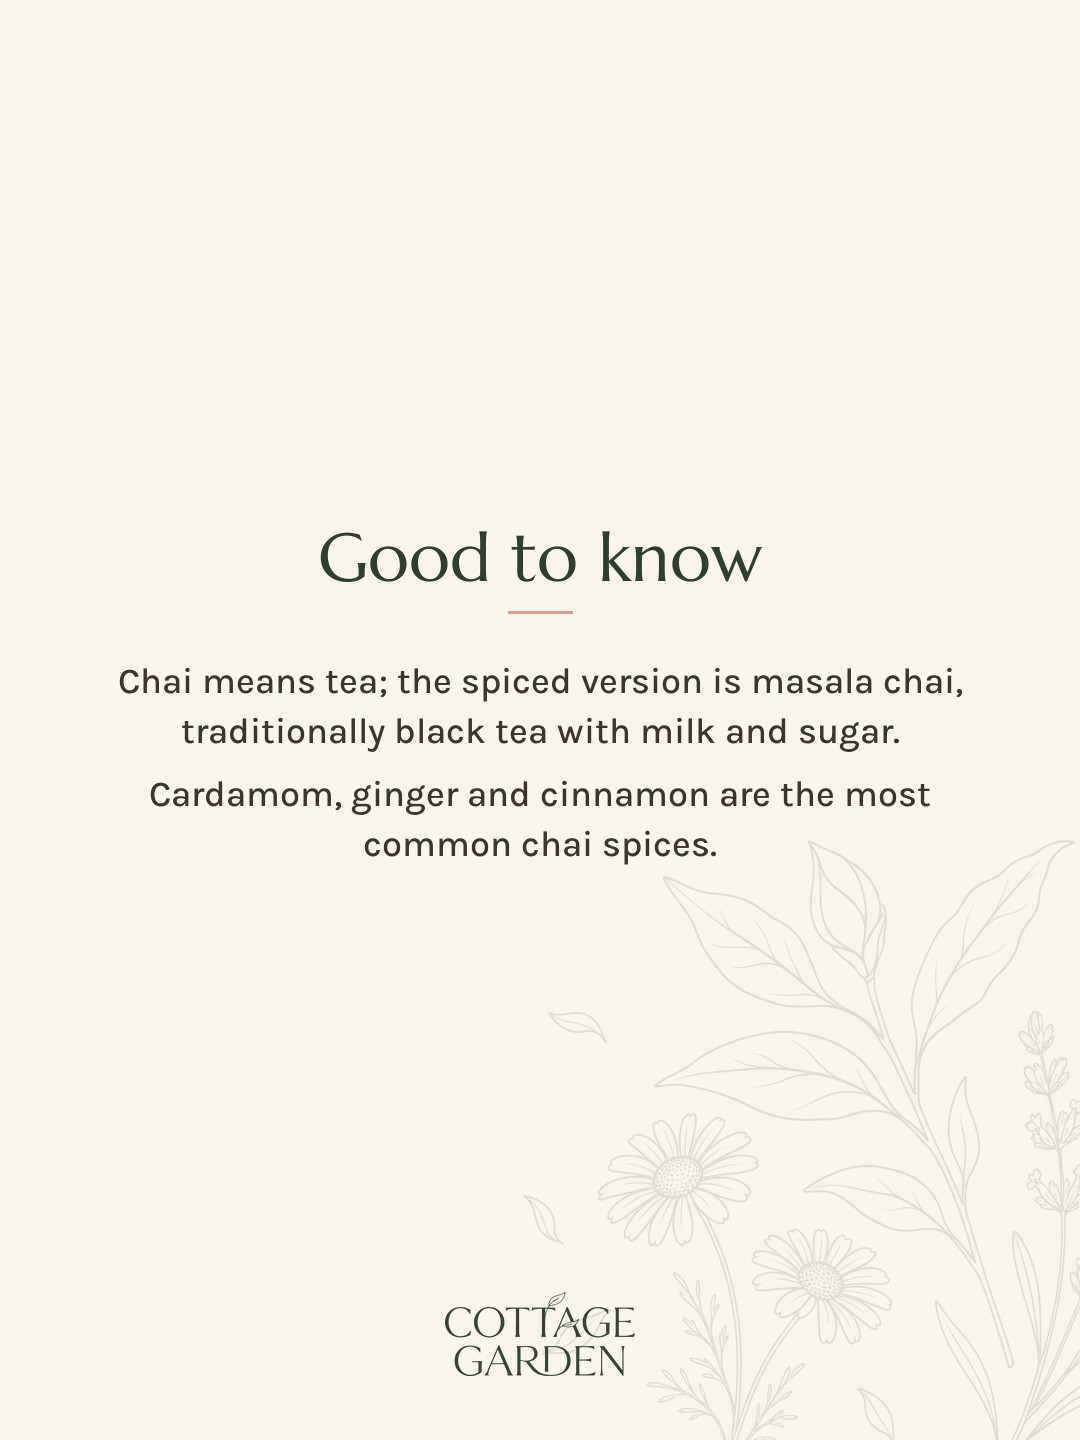 Good to know
Chai means tea; the spiced version is masala chai,
traditionally black tea with milk and sugar.
Cardamom, ginger and cinnamon are the most
common chai spices.
COTTAGE
GARDEN